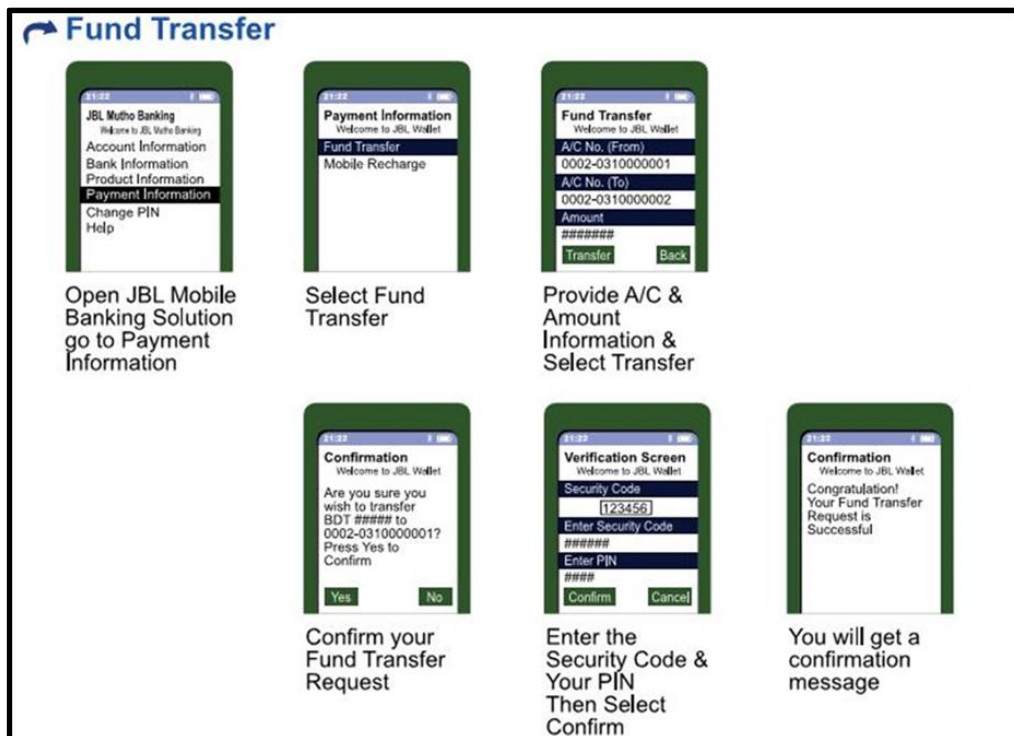 Fund Transfer
21:22
JBL Mutho Banking
Welcome to JBL Mutho Banking
Account Information
Bank Information
Product Information
Payment Information
Change PIN
Help
Open JBL Mobile
Banking Solution
go to Payment
Information
21:22
Payment Information
Welcome to JBL Wallet
Fund Transfer
Mobile Recharge
Select Fund
Transfer
21:22
Fund Transfer
Welcome to JBL Wallet
A/C No. (From)
0002-0310000001
A/C No. (To)
0002-0310000002
Amount
#######
Transfer Back
Provide A/C &
Amount
Information &
Select Transfer
21:22
Confirmation
Welcome to JBL Wallet
Are you sure you
wish to transfer
BDT ##### to
0002-0310000001?
Press Yes to
Confirm
Yes No
Confirm your
Fund Transfer
Request
21:22
Verification Screen
Welcome to JBL Wallet
Security Code
123456
Enter Security Code
######
Enter PIN
####
Confirm Cancel
Enter the
Security Code &
Your PIN
Then Select
Confirm
21:22
Confirmation
Welcome to JBL Wallet
Congratulation!
Your Fund Transfer
Request is
Successful
You will get a
confirmation
message